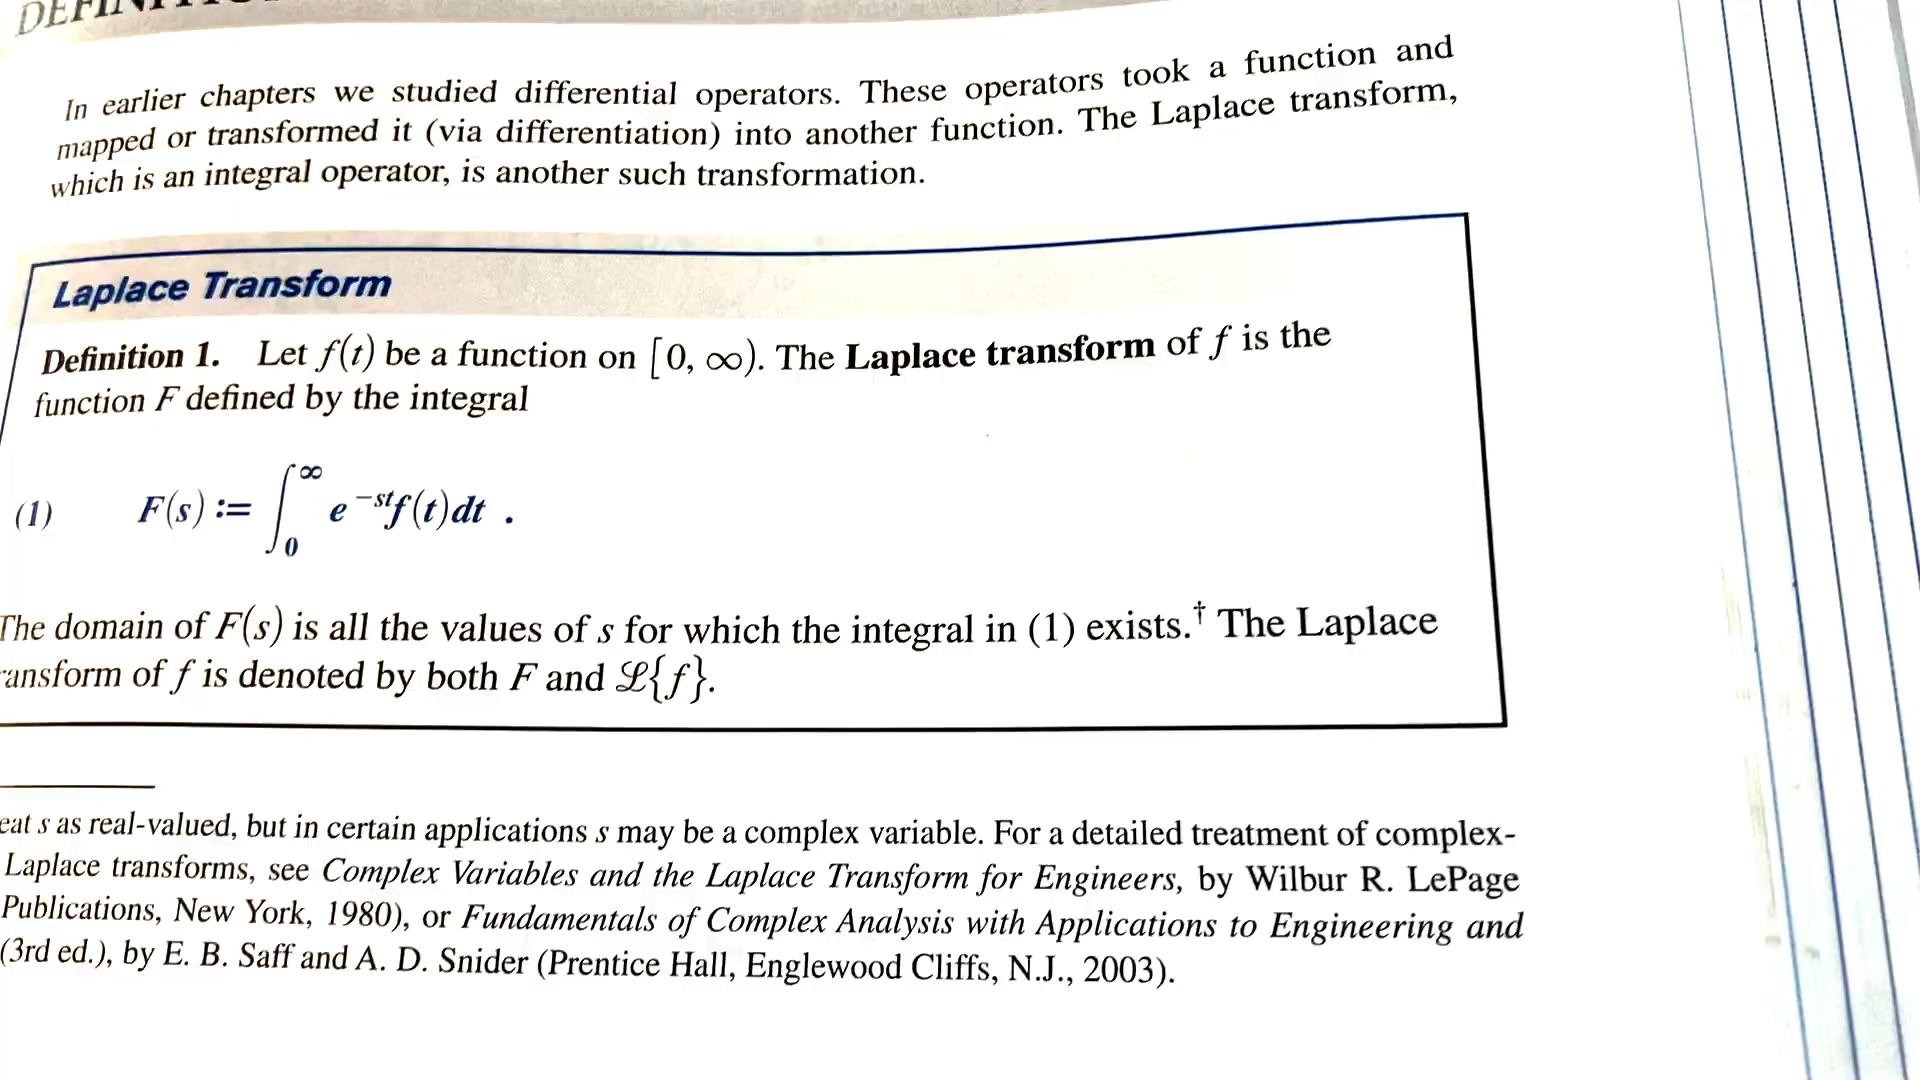 In earlier chapters we studied differential operators. These operators took a function and
mapped or transformed it (via differentiation) into another function. The Laplace transform,
which is an integral operator, is another such transformation.
Laplace Transform
Definition 1. Let f(t) be a function on [0, ∞). The Laplace transform of f is the
function F defined by the integral
(1) F(s) := ∫₀^∞ e^{−st} f(t) dt .
The domain of F(s) is all the values of s for which the integral in (1) exists.† The Laplace
ansform of f is denoted by both F and ℒ{f}.
eat s as real-valued, but in certain applications s may be a complex variable. For a detailed treatment of complex-
Laplace transforms, see Complex Variables and the Laplace Transform for Engineers, by Wilbur R. LePage
Publications, New York, 1980), or Fundamentals of Complex Analysis with Applications to Engineering and
(3rd ed.), by E. B. Saff and A. D. Snider (Prentice Hall, Englewood Cliffs, N.J., 2003).